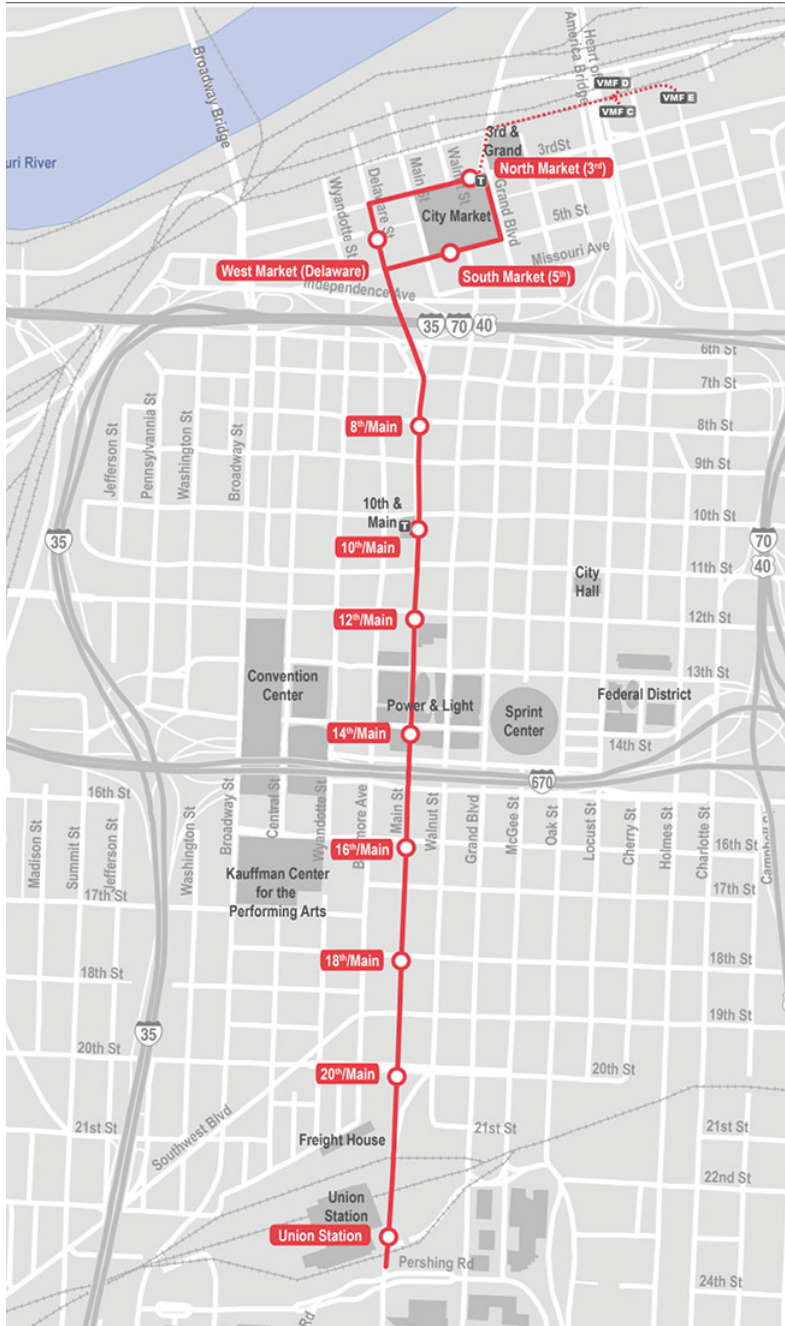 Broadway Bridge
Heart of
America Bridge
VMF D
VMF E
VMF C
uri River
3rd &
Grand
3rdSt
North Market (3rd)
T
Main St
Walnut St
Delaware St
Wyandotte St
City Market
Grand Blvd
5th St
Missouri Ave
West Market (Delaware)
South Market (5th)
Independence Ave
35
70
40
6th St
7th St
8th/Main
8th St
9th St
Jefferson St
Pennsylvannia St
Washington St
Broadway St
10th &
Main
T
10th St
10th/Main
35
70
40
11th St
City
Hall
12th/Main
12th St
Convention
Center
13th St
Federal District
Power & Light
Sprint
Center
14th/Main
14th St
670
16th St
Madison St
Summit St
Jefferson St
Washington St
Broadway St
Central St
Wyandotte St
Main St
Walnut St
Grand Blvd
McGee St
Oak St
Locust St
Cherry St
Holmes St
Charlotte St
16th/Main
16th St
Kauffman Center
for the
Performing Arts
17th St
17th St
18th/Main
18th St
18th St
19th St
35
20th St
20th/Main
20th St
21st St
Southwest Blvd
Freight House
21st St
21st St
22nd St
Union
Station
Union Station
Pershing Rd
24th St
Rd